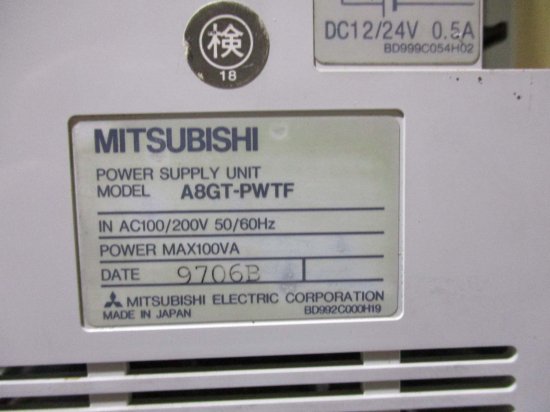 検
18
DC12/24V 0.5A
BD999C054H02
MITSUBISHI
POWER SUPPLY UNIT
MODEL A8GT-PWTF
IN AC100/200V 50/60Hz
POWER MAX100VA
DATE 9706B
MITSUBISHI ELECTRIC CORPORATION
MADE IN JAPAN BD992C000H19